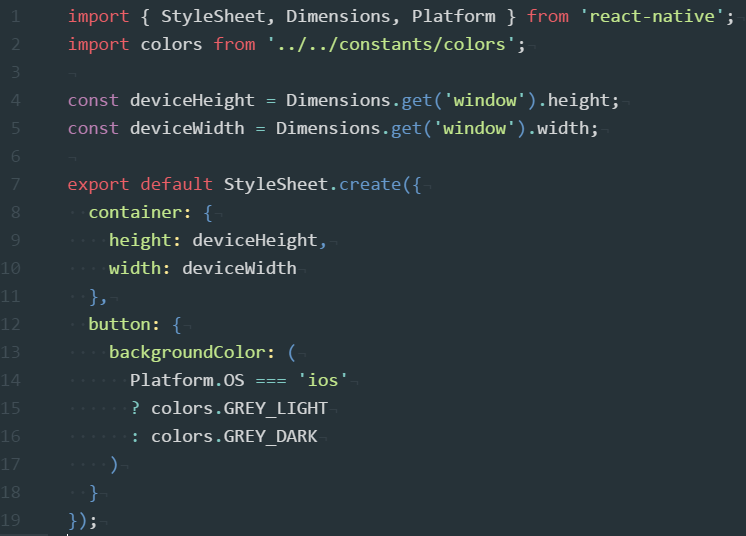 1 import { StyleSheet, Dimensions, Platform } from 'react-native';
2 import colors from '../../constants/colors';
3
4 const deviceHeight = Dimensions.get('window').height;
5 const deviceWidth = Dimensions.get('window').width;
6
7 export default StyleSheet.create({
8   container: {
9     height: deviceHeight,
10     width: deviceWidth
11   },
12   button: {
13     backgroundColor: (
14       Platform.OS === 'ios'
15       ? colors.GREY_LIGHT
16       : colors.GREY_DARK
17     )
18   }
19 });